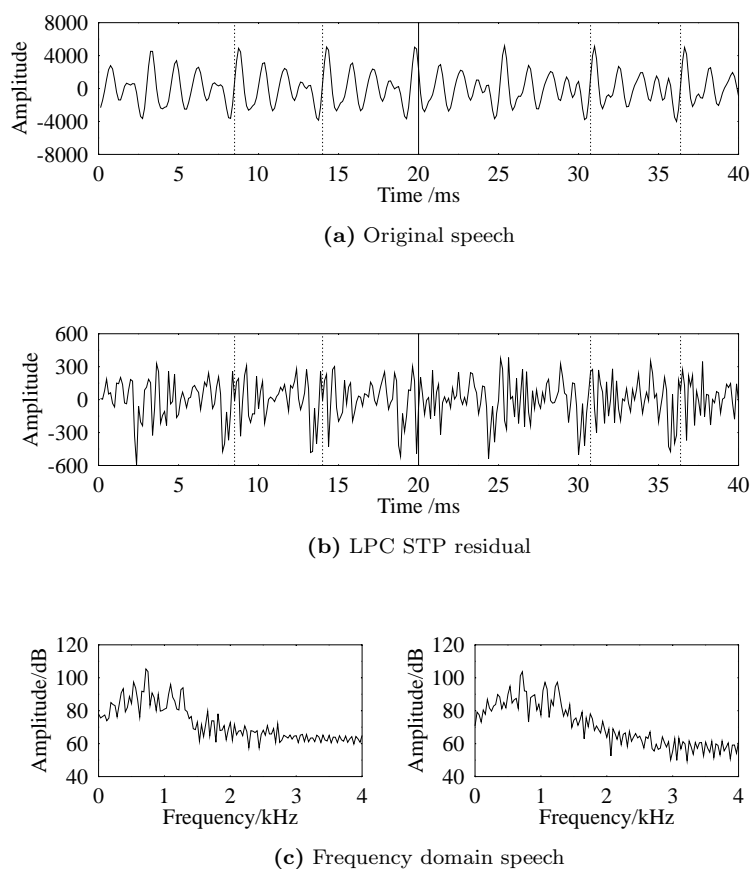 8000
4000
0
-4000
-8000
Amplitude
0 5 10 15 20 25 30 35 40
Time /ms
(a) Original speech
600
300
0
-300
-600
Amplitude
0 5 10 15 20 25 30 35 40
Time /ms
(b) LPC STP residual
120
100
80
60
40
Amplitude/dB
0 1 2 3 4
Frequency/kHz
120
100
80
60
40
Amplitude/dB
0 1 2 3 4
Frequency/kHz
(c) Frequency domain speech